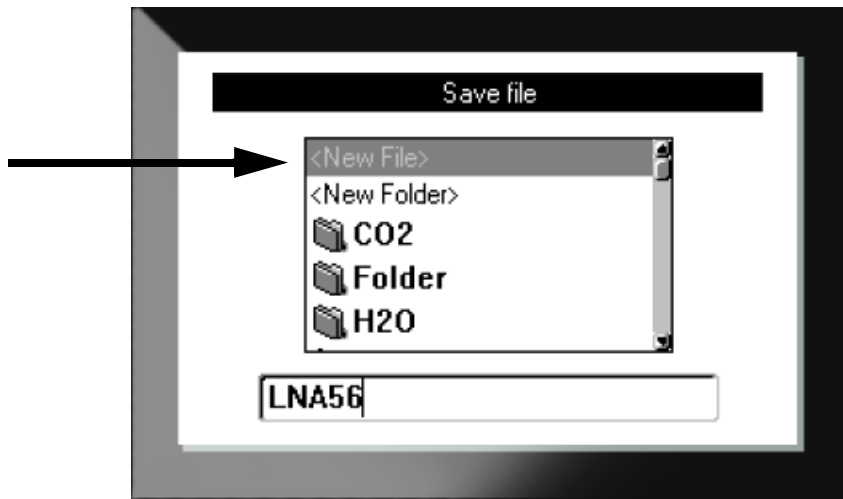 Save file
<New File>
<New Folder>
CO2
Folder
H2O
LNA56